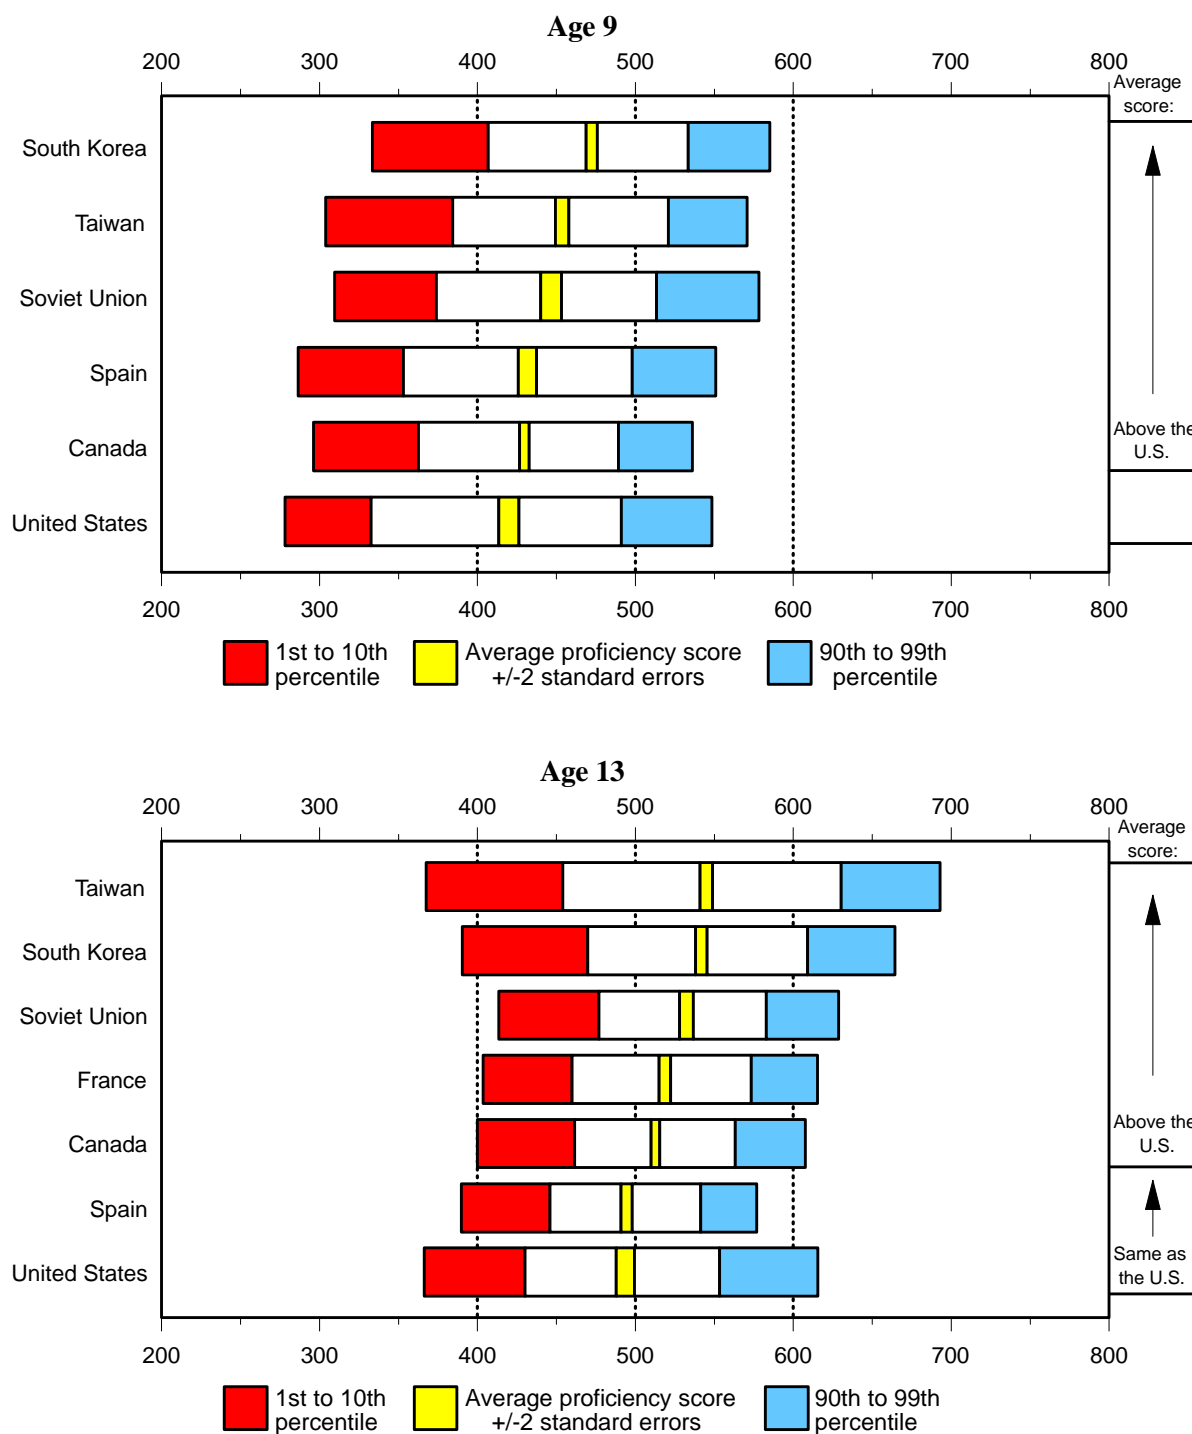 Age 9
200 300 400 500 600 700 800
Average
score:
South Korea
Taiwan
Soviet Union
Spain
Canada
Above the
U.S.
United States
200 300 400 500 600 700 800
1st to 10th
percentile
Average proficiency score
+/-2 standard errors
90th to 99th
percentile
Age 13
200 300 400 500 600 700 800
Average
score:
Taiwan
South Korea
Soviet Union
France
Canada
Above the
U.S.
Spain
Same as
the U.S.
United States
200 300 400 500 600 700 800
1st to 10th
percentile
Average proficiency score
+/-2 standard errors
90th to 99th
percentile